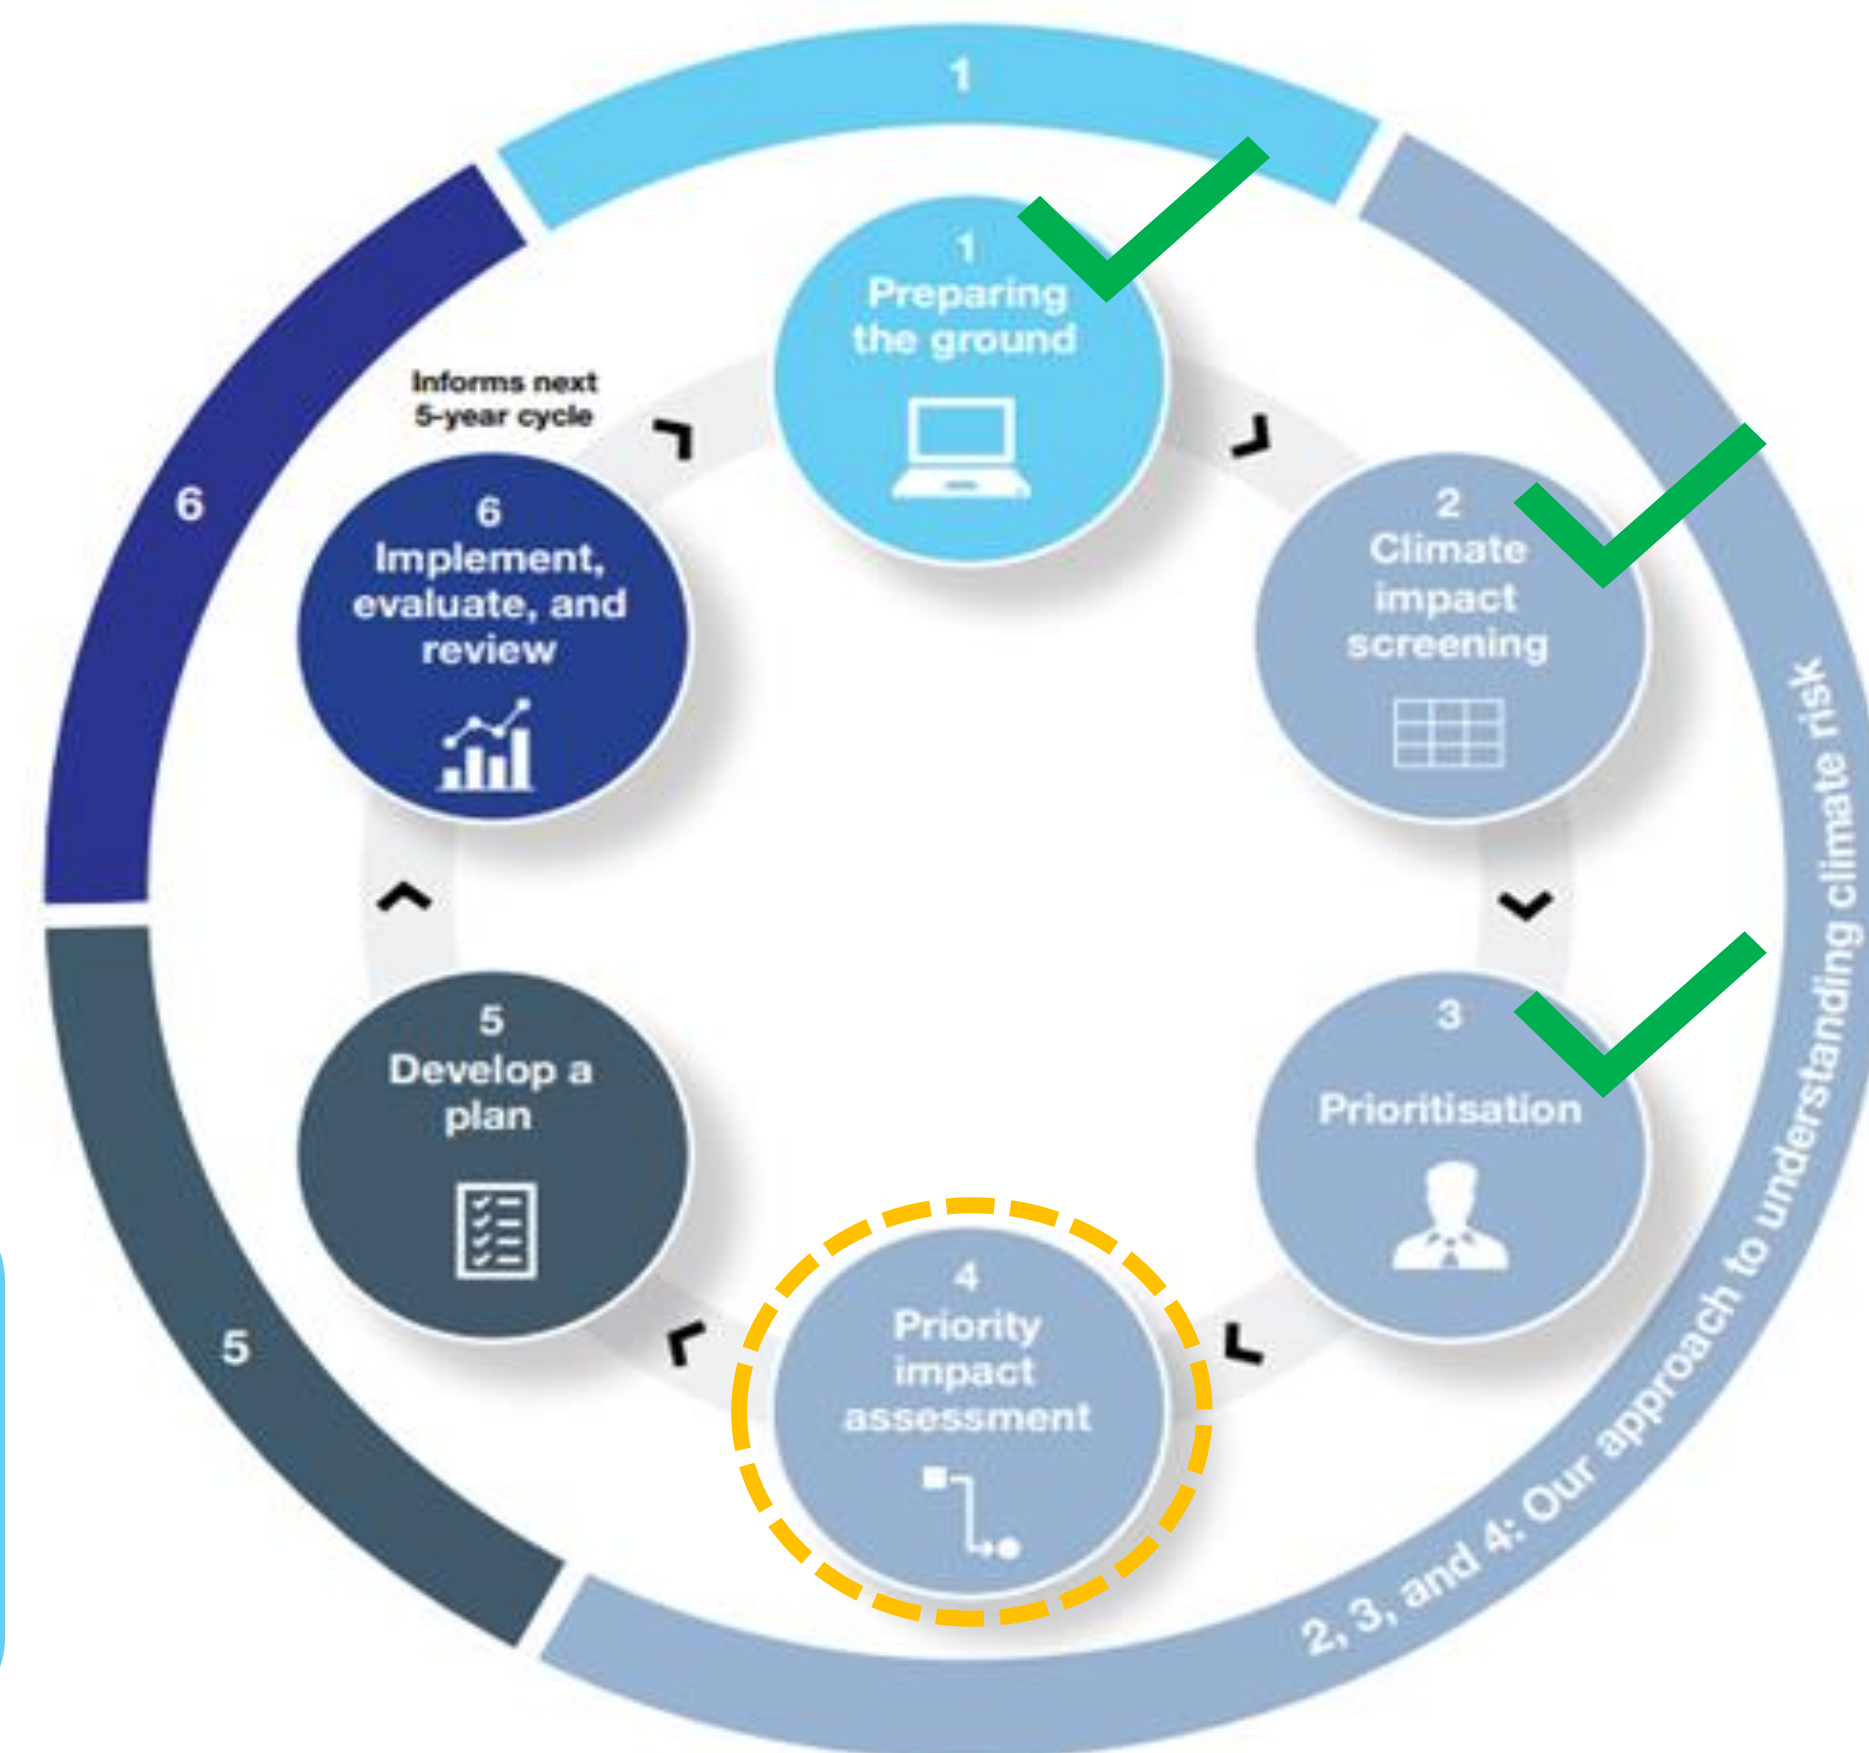 1
1
Preparing
the ground
2
Climate
impact
screening
3
Prioritisation
4
Priority
impact
assessment
5
Develop a
plan
6
Implement,
evaluate, and
review
Informs next
5-year cycle
2, 3, and 4: Our approach to understanding climate risk
5
6